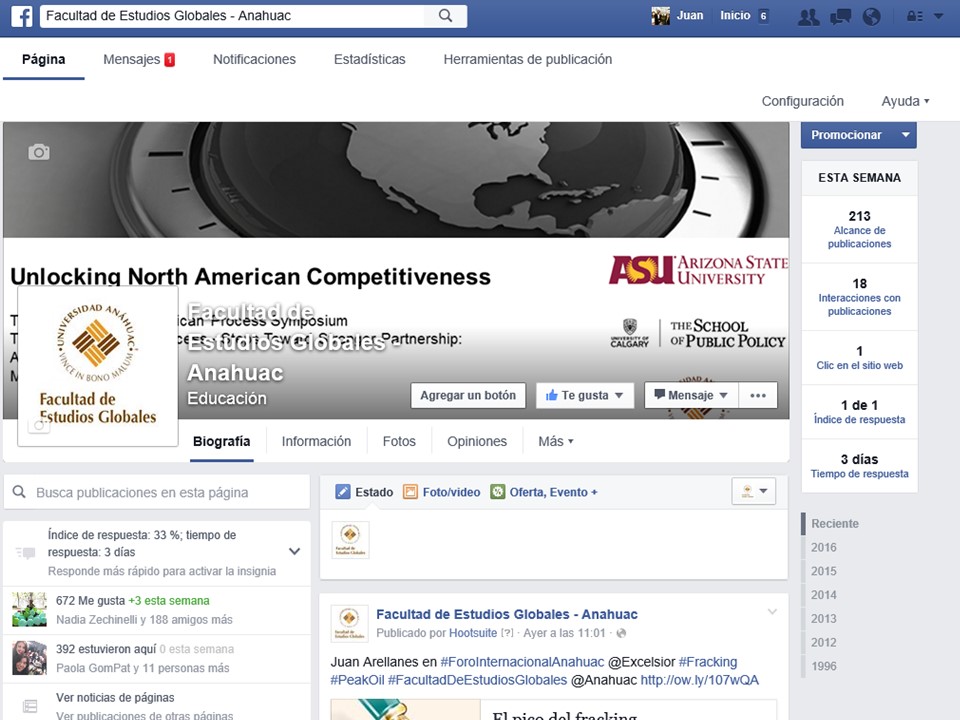 Facultad de Estudios Globales - Anahuac
Juan
Inicio 6
Página
Mensajes 1
Notificaciones
Estadísticas
Herramientas de publicación
Configuración
Ayuda
Promocionar
Unlocking North American Competitiveness
ASU ARIZONA STATE
UNIVERSITY
ican Process Symposium
Partnership:
UNIVERSITY OF
CALGARY
THE SCHOOL
OF PUBLIC POLICY
UNIVERSIDAD ANÁHUAC
VINCE IN BONO MALUM
Facultad de
Estudios Globales
Facultad de
Estudios Globales -
Anahuac
Educación
Agregar un botón
Te gusta
Mensaje
•••
Biografía
Información
Fotos
Opiniones
Más
ESTA SEMANA
213
Alcance de
publicaciones
18
Interacciones con
publicaciones
1
Clic en el sitio web
1 de 1
Índice de respuesta
3 días
Tiempo de respuesta
Reciente
2016
2015
2014
2013
2012
1996
Busca publicaciones en esta página
Índice de respuesta: 33 %; tiempo de
respuesta: 3 días
Responde más rápido para activar la insignia
672 Me gusta +3 esta semana
Nadia Zechinelli y 188 amigos más
392 estuvieron aquí 0 esta semana
Paola GomPat y 11 personas más
Ver noticias de páginas
Ver publicaciones de otras páginas
Estado
Foto/video
Oferta, Evento +
Facultad de
Estudios Globales
Facultad de Estudios Globales - Anahuac
Publicado por Hootsuite [?] · Ayer a las 11:01 ·
Juan Arellanes en #ForoInternacionalAnahuac @Excelsior #Fracking
#PeakOil #FacultadDeEstudiosGlobales @Anahuac http://ow.ly/107wQA
El pico del fracking